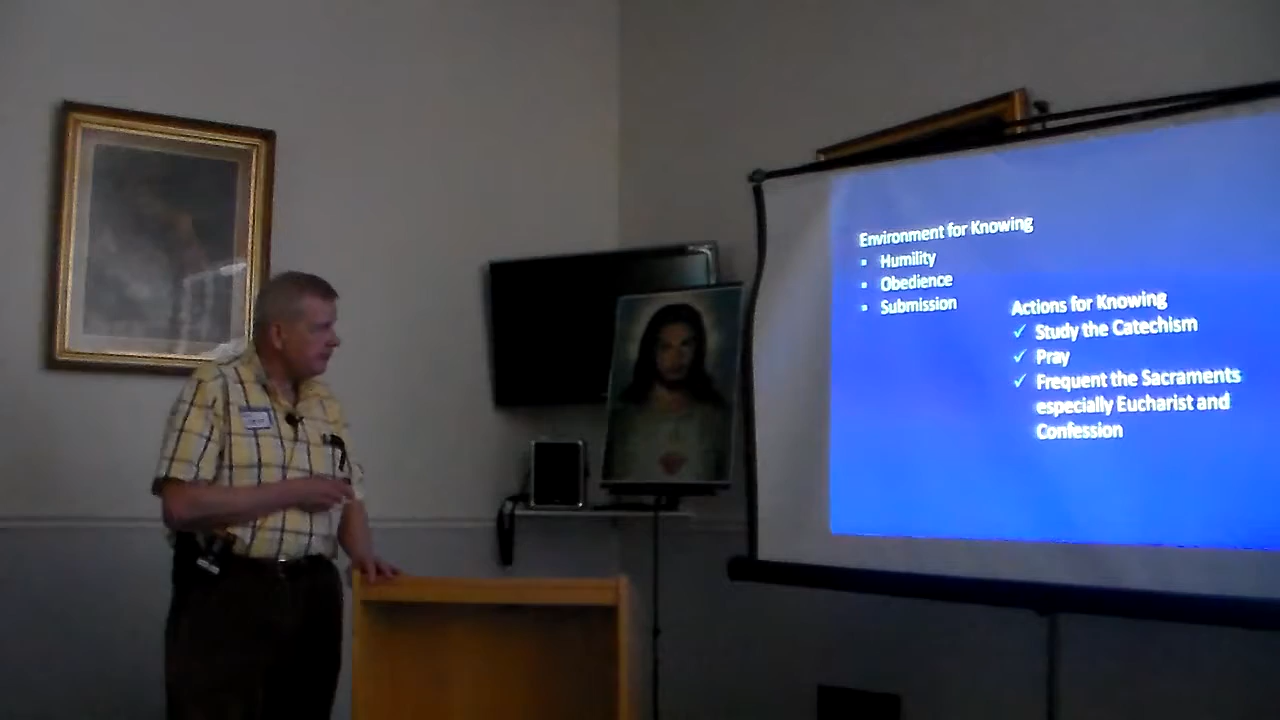 Environment for Knowing
▪ Humility
▪ Obedience
▪ Submission
Actions for Knowing
✓ Study the Catechism
✓ Pray
✓ Frequent the Sacraments
especially Eucharist and
Confession